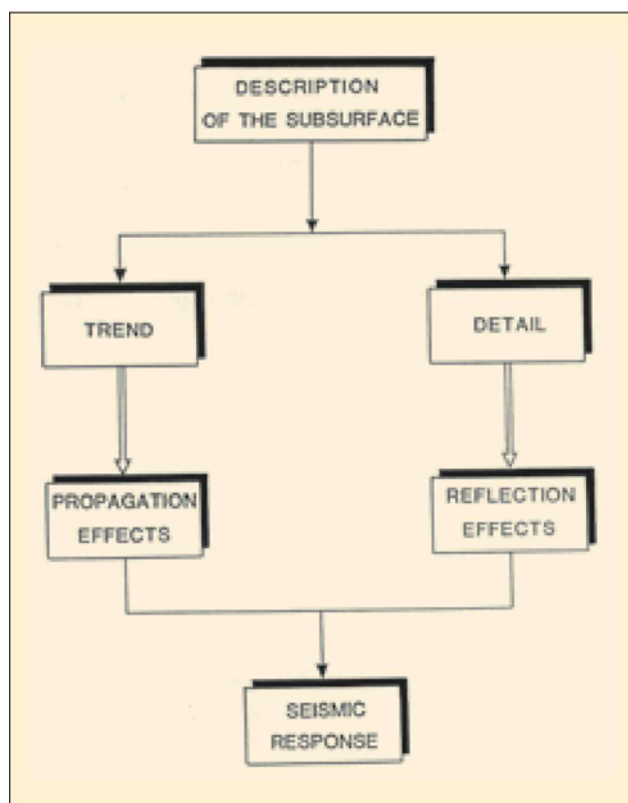 DESCRIPTION
OF THE SUBSURFACE
TREND
DETAIL
PROPAGATION
EFFECTS
REFLECTION
EFFECTS
SEISMIC
RESPONSE